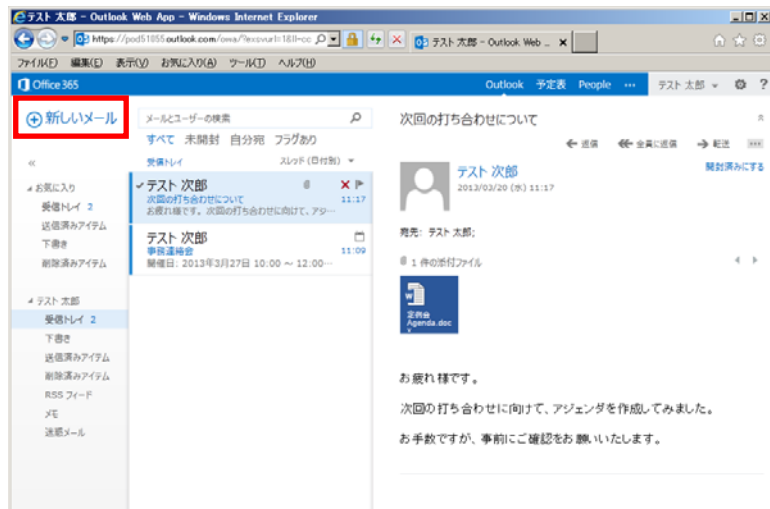 テスト 太郎 - Outlook Web App - Windows Internet Explorer
テスト 太郎 - Outlook Web ...
ファイル(F) 編集(E) 表示(V) お気に入り(A) ツール(T) ヘルプ(H)
Office 365
Outlook 予定表 People ••• テスト 太郎
新しいメール
メールとユーザーの検索
すべて 未開封 自分宛 フラグあり
受信トレイ スレッド (日付別)
お気に入り
受信トレイ 2
送信済みアイテム
下書き
削除済みアイテム
テスト 太郎
受信トレイ 2
下書き
送信済みアイテム
削除済みアイテム
RSS フィード
メモ
迷惑メール
テスト 次郎
次回の打ち合わせについて 11:17
お疲れ様です。次回の打ち合わせに向けて、アジ…
テスト 次郎
事務連絡会 11:09
開催日: 2013年3月27日 10:00 ～ 12:00…
次回の打ち合わせについて
返信 全員に返信 転送 •••
テスト 次郎
2013/03/20 (水) 11:17
開封済みにする
宛先: テスト 太郎;
1 件の添付ファイル
定例会
Agenda.doc
お疲れ様です。
次回の打ち合わせに向けて、アジェンダを作成してみました。
お手数ですが、事前にご確認をお願いいたします。